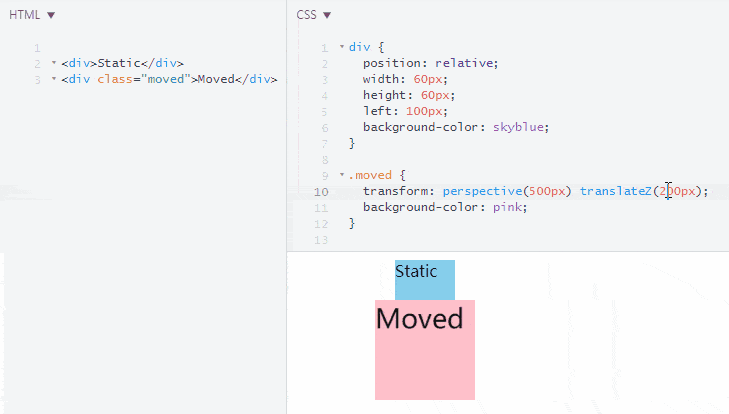 HTML ▼
1
2 <div>Static</div>
3 <div class="moved">Moved</div>
CSS ▼
1 div {
2 position: relative;
3 width: 60px;
4 height: 60px;
5 left: 100px;
6 background-color: skyblue;
7 }
8
9 .moved {
10 transform: perspective(500px) translateZ(200px);
11 background-color: pink;
12 }
13
Static
Moved